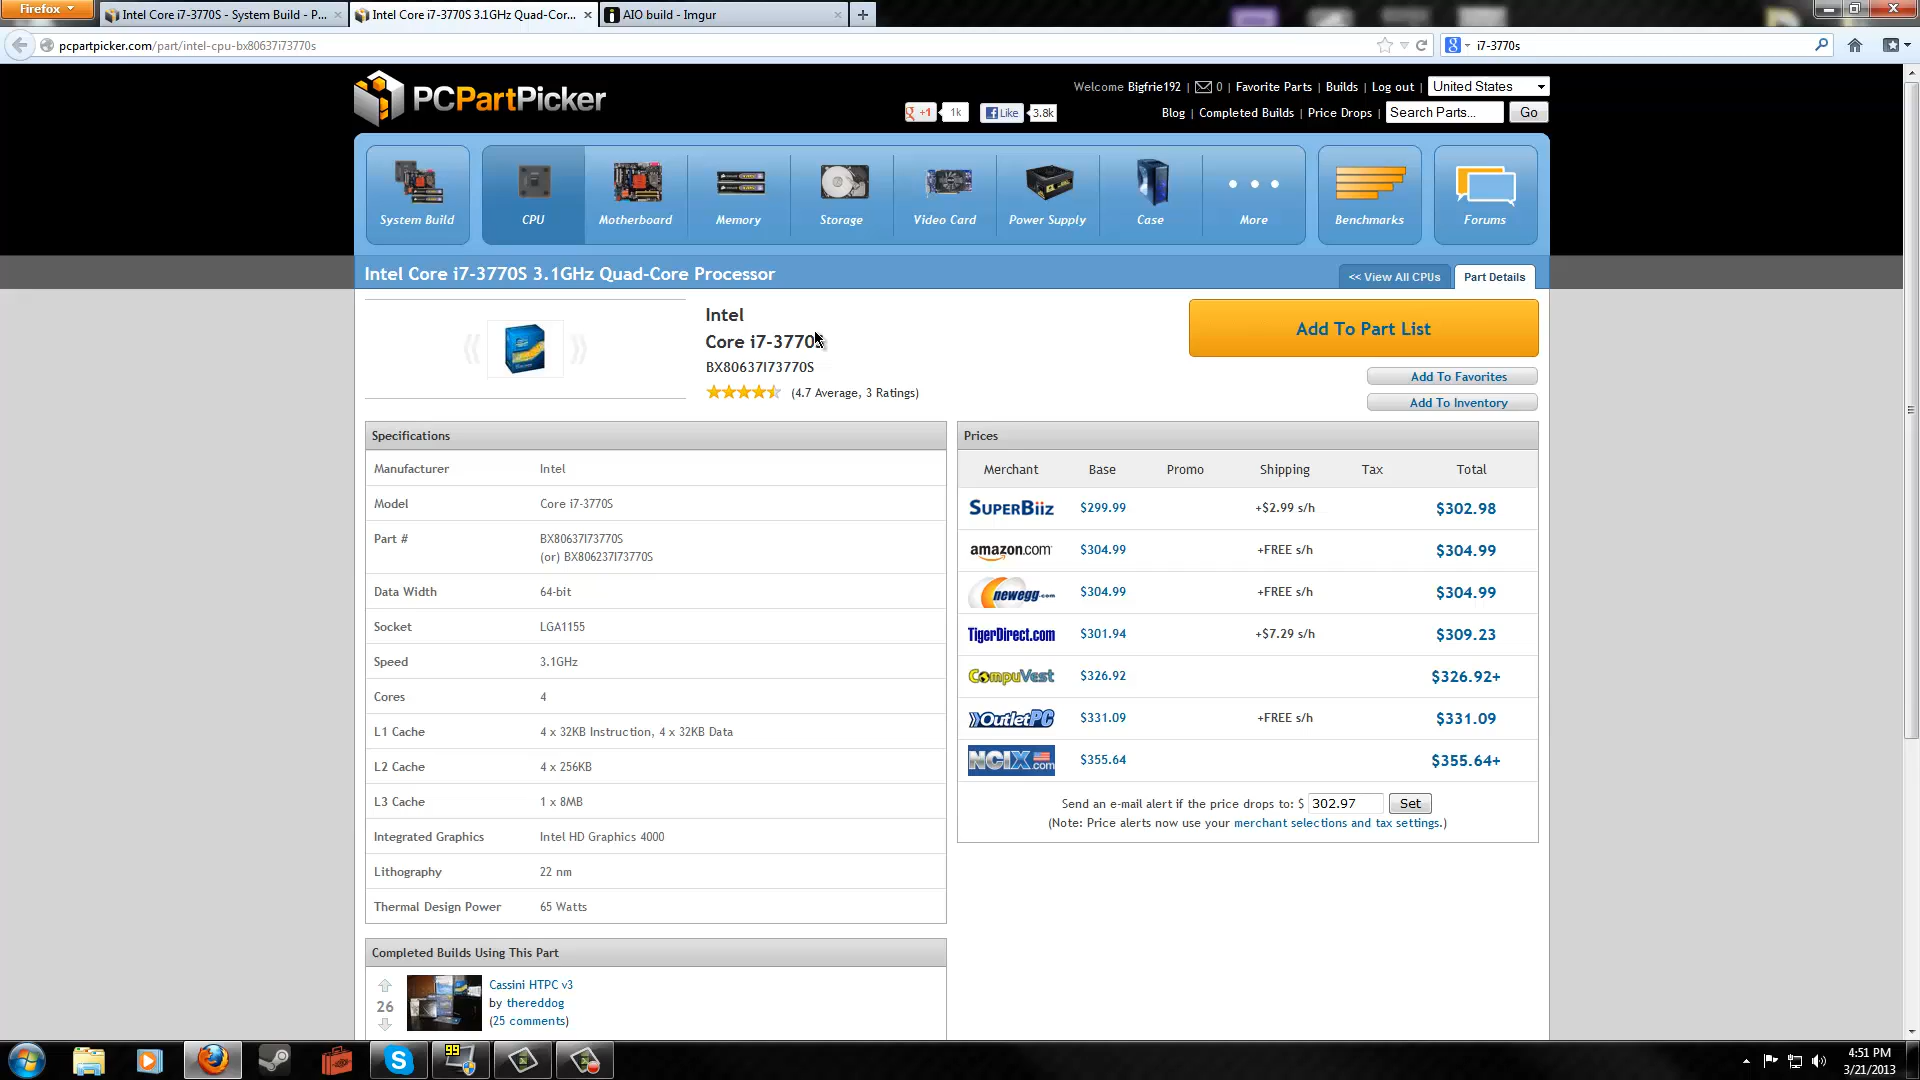 Firefox
Intel Core i7-3770S - System Build - P...
Intel Core i7-3770S 3.1GHz Quad-Cor...
AIO build - Imgur
pcpartpicker.com/part/intel-cpu-bx80637i73770s
i7-3770s
PCPartPicker
Welcome Bigfrie192 | 0 | Favorite Parts | Builds | Log out | United States
+1 1k Like 3.8k
Blog | Completed Builds | Price Drops | Search Parts... Go
System Build
CPU
Motherboard
Memory
Storage
Video Card
Power Supply
Case
More
Benchmarks
Forums
Intel Core i7-3770S 3.1GHz Quad-Core Processor
<< View All CPUs
Part Details
Intel
Core i7-3770S
BX80637I73770S
(4.7 Average, 3 Ratings)
Add To Part List
Add To Favorites
Add To Inventory
Specifications
Manufacturer Intel
Model Core i7-3770S
Part # BX80637I73770S
(or) BX806237I73770S
Data Width 64-bit
Socket LGA1155
Speed 3.1GHz
Cores 4
L1 Cache 4 x 32KB Instruction, 4 x 32KB Data
L2 Cache 4 x 256KB
L3 Cache 1 x 8MB
Integrated Graphics Intel HD Graphics 4000
Lithography 22 nm
Thermal Design Power 65 Watts
Prices
Merchant Base Promo Shipping Tax Total
SUPERBiiZ $299.99 +$2.99 s/h $302.98
amazon.com $304.99 +FREE s/h $304.99
newegg.com $304.99 +FREE s/h $304.99
TigerDirect.com $301.94 +$7.29 s/h $309.23
CompuVest $326.92 $326.92+
OutletPC $331.09 +FREE s/h $331.09
NCIX.com $355.64 $355.64+
Send an e-mail alert if the price drops to: $ 302.97 Set
(Note: Price alerts now use your merchant selections and tax settings.)
Completed Builds Using This Part
26
Cassini HTPC v3
by thereddog
(25 comments)
99
4:51 PM
3/21/2013